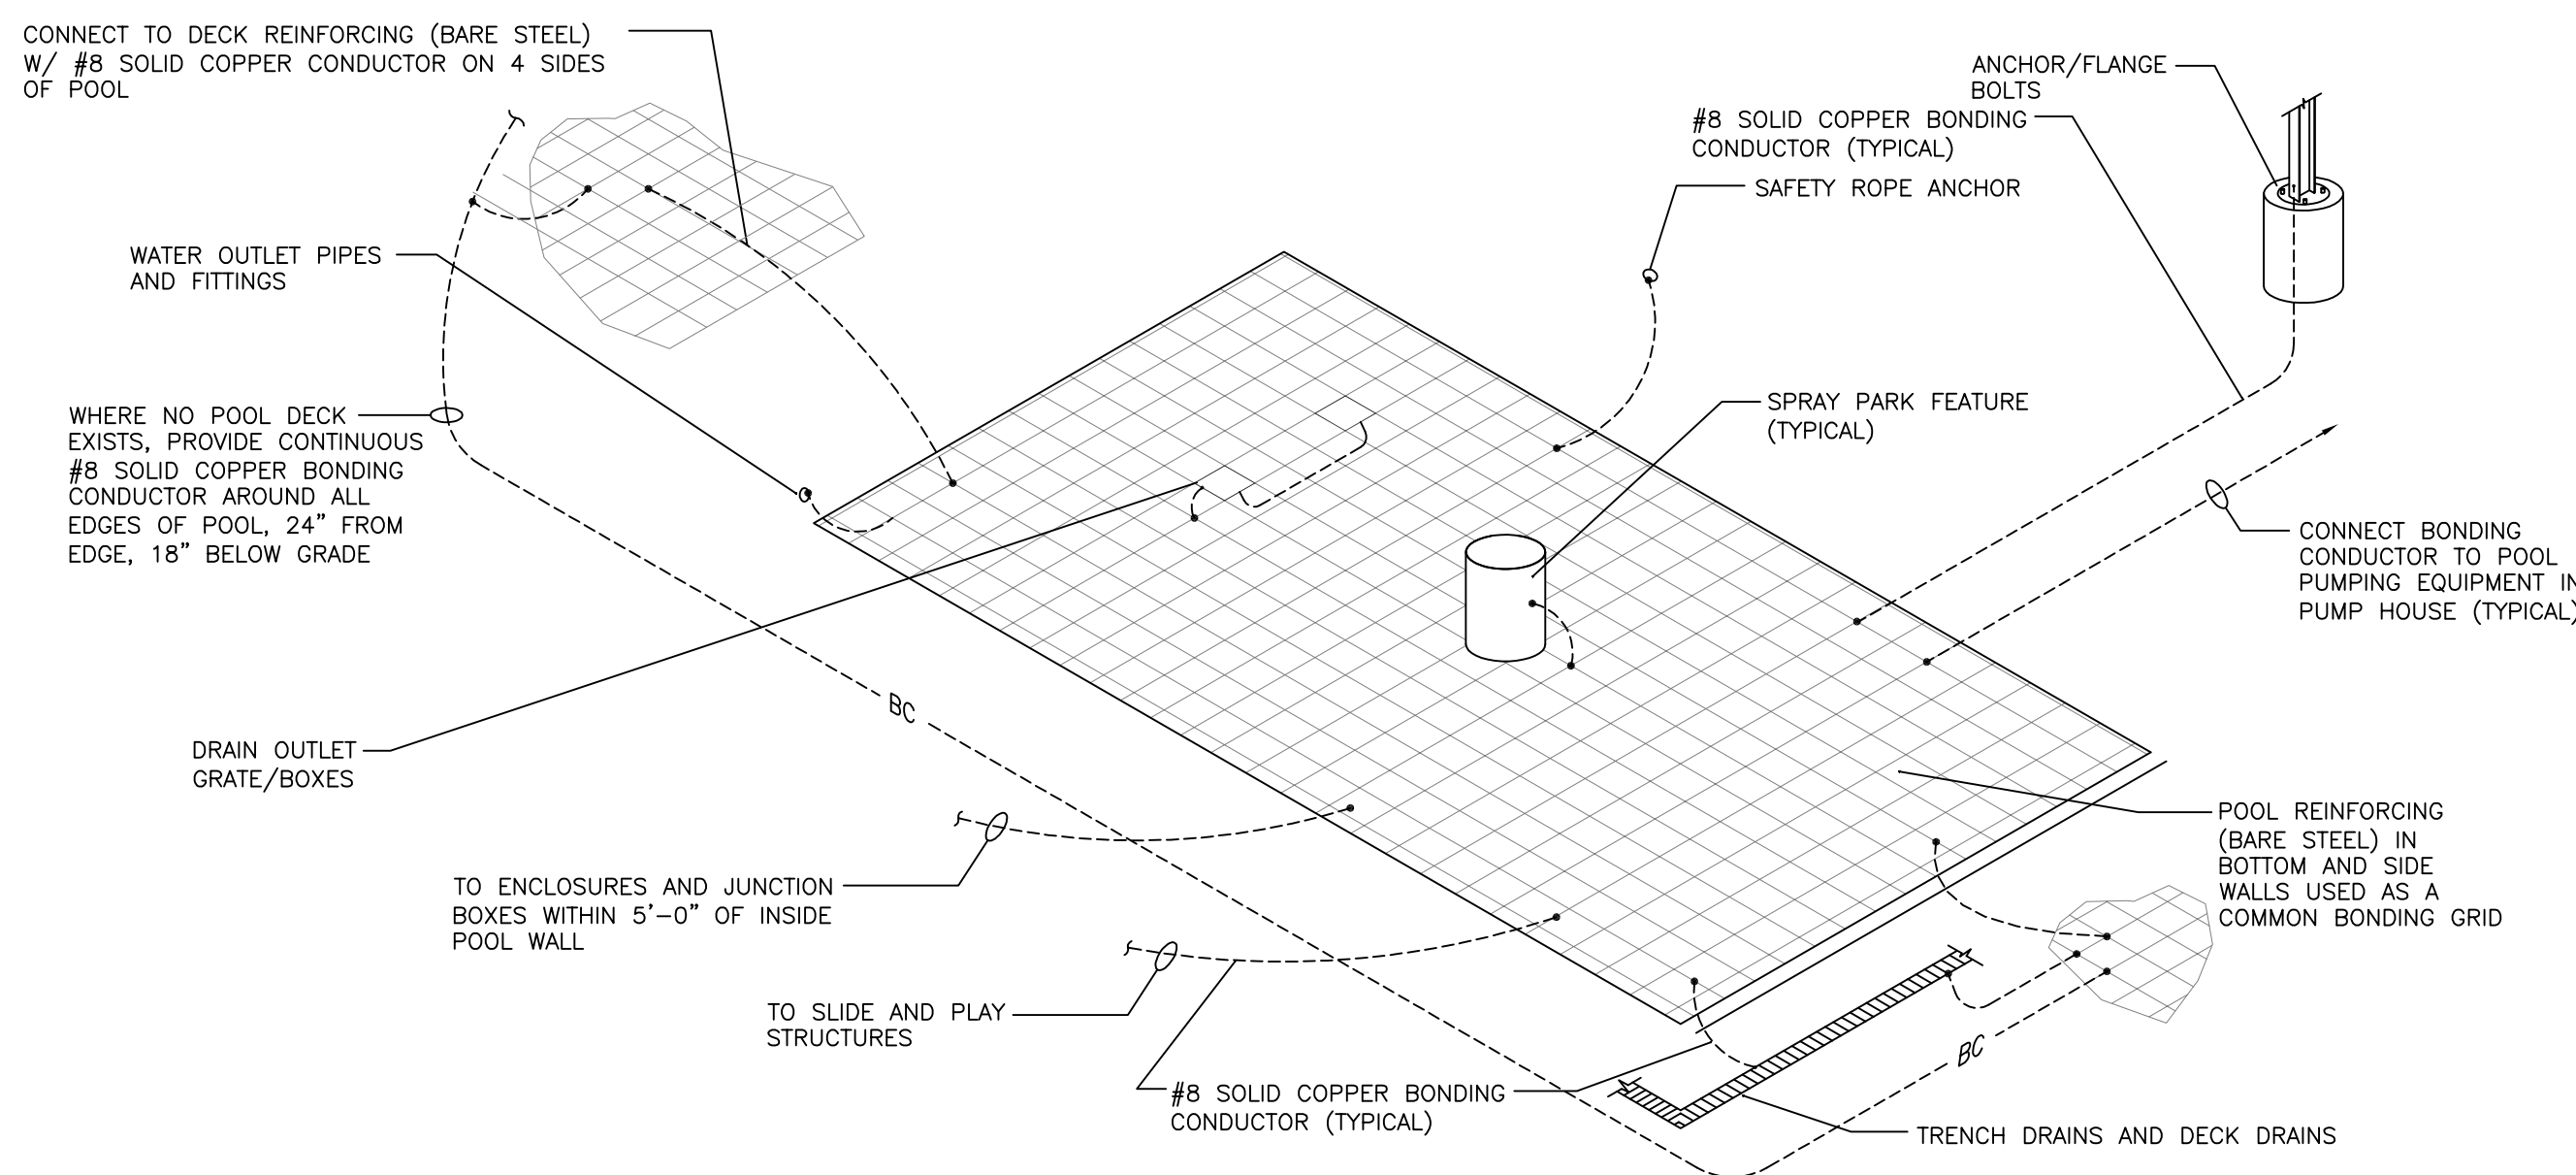 CONNECT TO DECK REINFORCING (BARE STEEL)
W/ #8 SOLID COPPER CONDUCTOR ON 4 SIDES
OF POOL
ANCHOR/FLANGE
BOLTS
#8 SOLID COPPER BONDING
CONDUCTOR (TYPICAL)
SAFETY ROPE ANCHOR
WATER OUTLET PIPES
AND FITTINGS
WHERE NO POOL DECK
EXISTS, PROVIDE CONTINUOUS
#8 SOLID COPPER BONDING
CONDUCTOR AROUND ALL
EDGES OF POOL, 24” FROM
EDGE, 18” BELOW GRADE
SPRAY PARK FEATURE
(TYPICAL)
CONNECT BONDING
CONDUCTOR TO POOL
PUMPING EQUIPMENT IN
PUMP HOUSE (TYPICAL)
BC
DRAIN OUTLET
GRATE/BOXES
POOL REINFORCING
(BARE STEEL) IN
BOTTOM AND SIDE
WALLS USED AS A
COMMON BONDING GRID
TO ENCLOSURES AND JUNCTION
BOXES WITHIN 5'-0” OF INSIDE
POOL WALL
TO SLIDE AND PLAY
STRUCTURES
BC
#8 SOLID COPPER BONDING
CONDUCTOR (TYPICAL)
TRENCH DRAINS AND DECK DRAINS